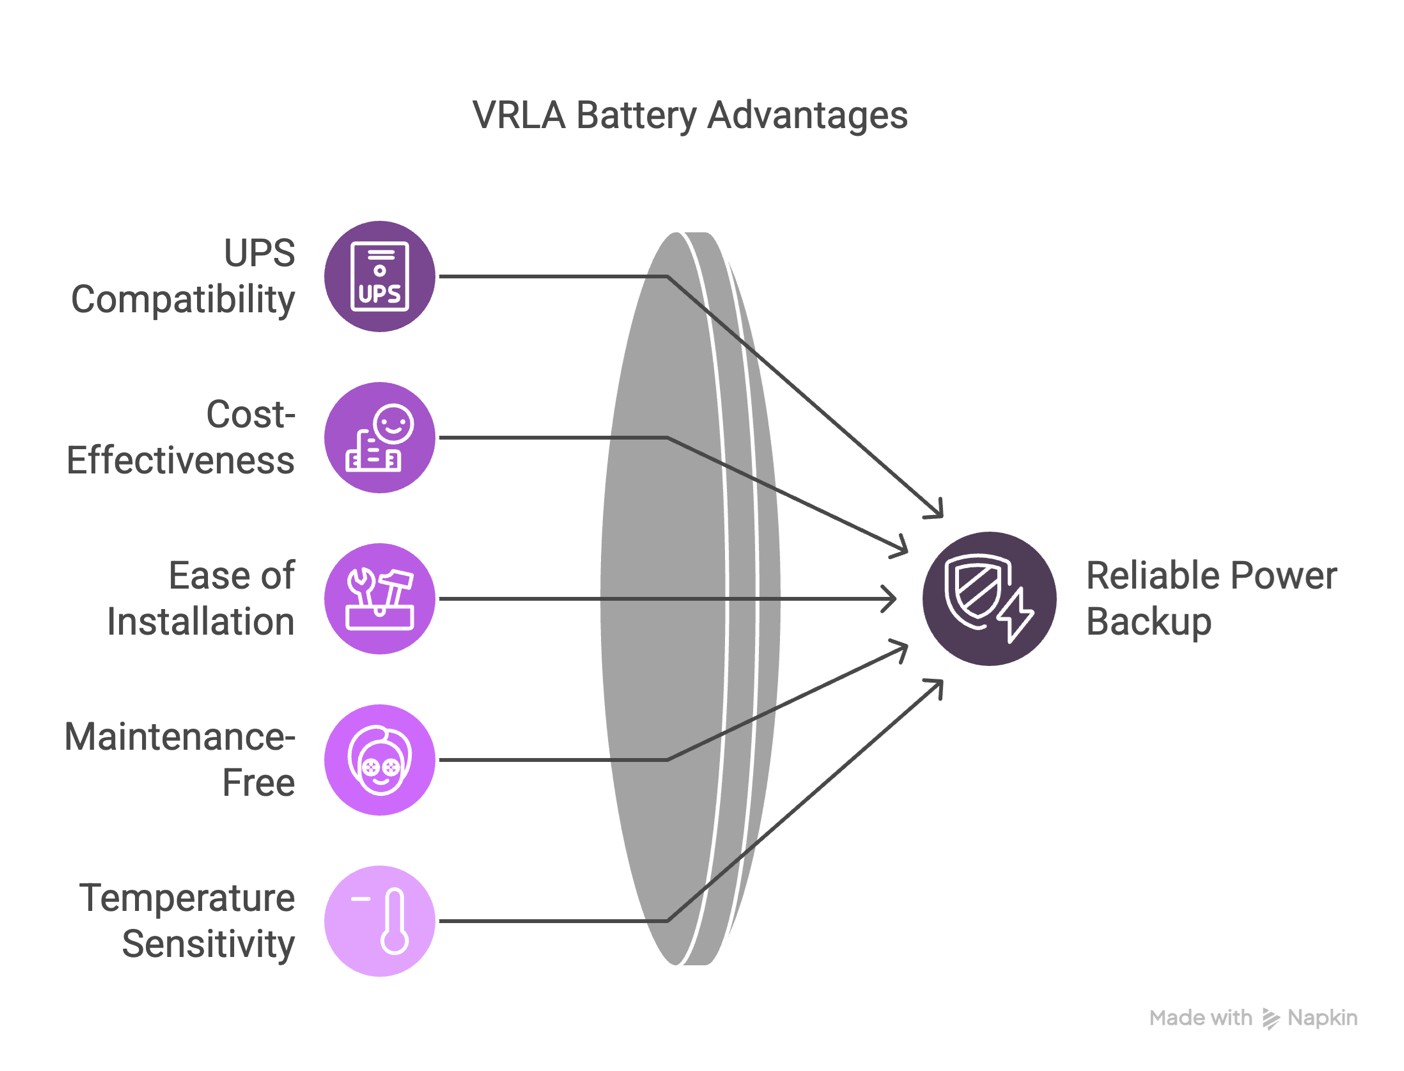 VRLA Battery Advantages
UPS
Compatibility
UPS
Cost-
Effectiveness
Ease of
Installation
Maintenance-
Free
Temperature
Sensitivity
Reliable Power
Backup
Made with Napkin